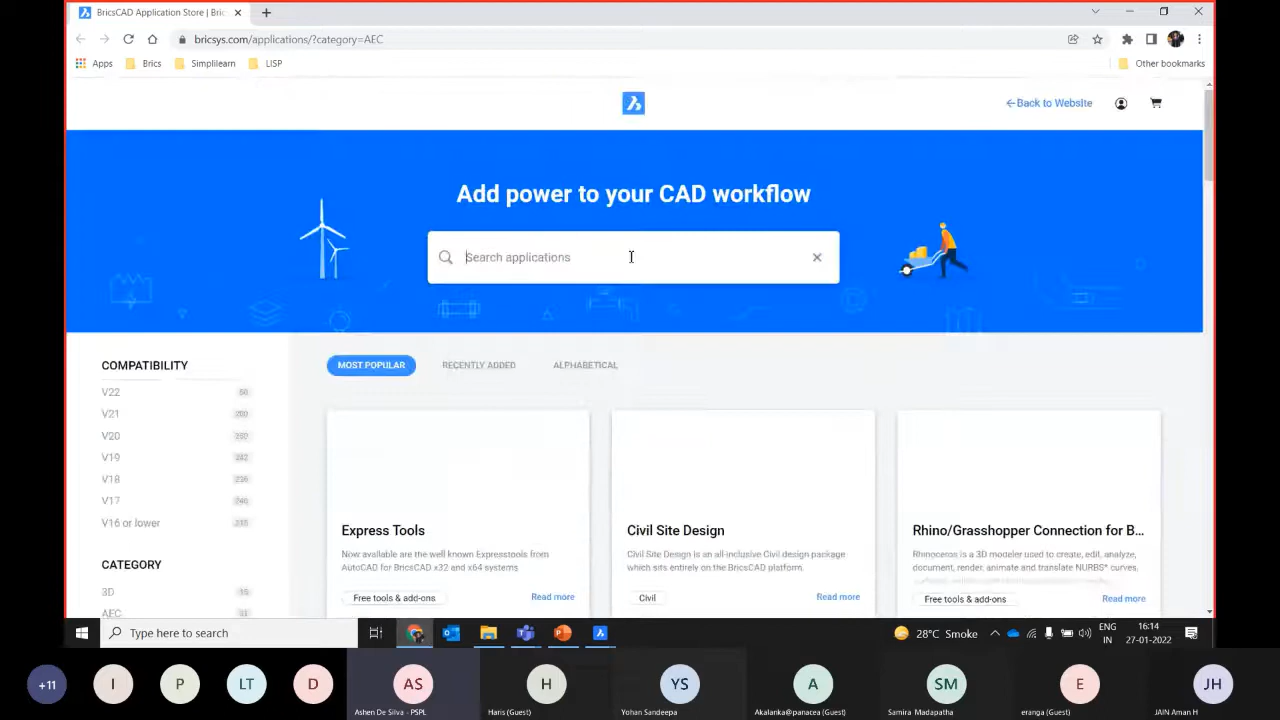 BricsCAD Application Store | Bric
bricsys.com/applications/?category=AEC
Apps
Brics
Simplilearn
LISP
Other bookmarks
Back to Website
Add power to your CAD workflow
Search applications
COMPATIBILITY
V22
V21
V20
V19
V18
V17
V16 or lower
CATEGORY
3D
AEC
MOST POPULAR
RECENTLY ADDED
ALPHABETICAL
Express Tools
Now available are the well known Expresstools from
AutoCAD for BricsCAD x32 and x64 systems
Free tools & add-ons
Read more
Civil Site Design
Civil Site Design is an all-inclusive Civil design package
which sits entirely on the BricsCAD platform.
Civil
Read more
Rhino/Grasshopper Connection for B...
Rhinoceros is a 3D modeler used to create, edit, analyze,
document, render, animate and translate NURBS* curves,
Free tools & add-ons
Read more
Type here to search
28°C Smoke
ENG
IN
16:14
27-01-2022
+11
I
P
LT
D
AS
Ashen De Silva - PSPL
H
Haris (Guest)
YS
Yohan Sandeepa
A
Akalanka@panacea (Guest)
SM
Samira Madapatha
E
eranga (Guest)
JH
JAIN Aman H